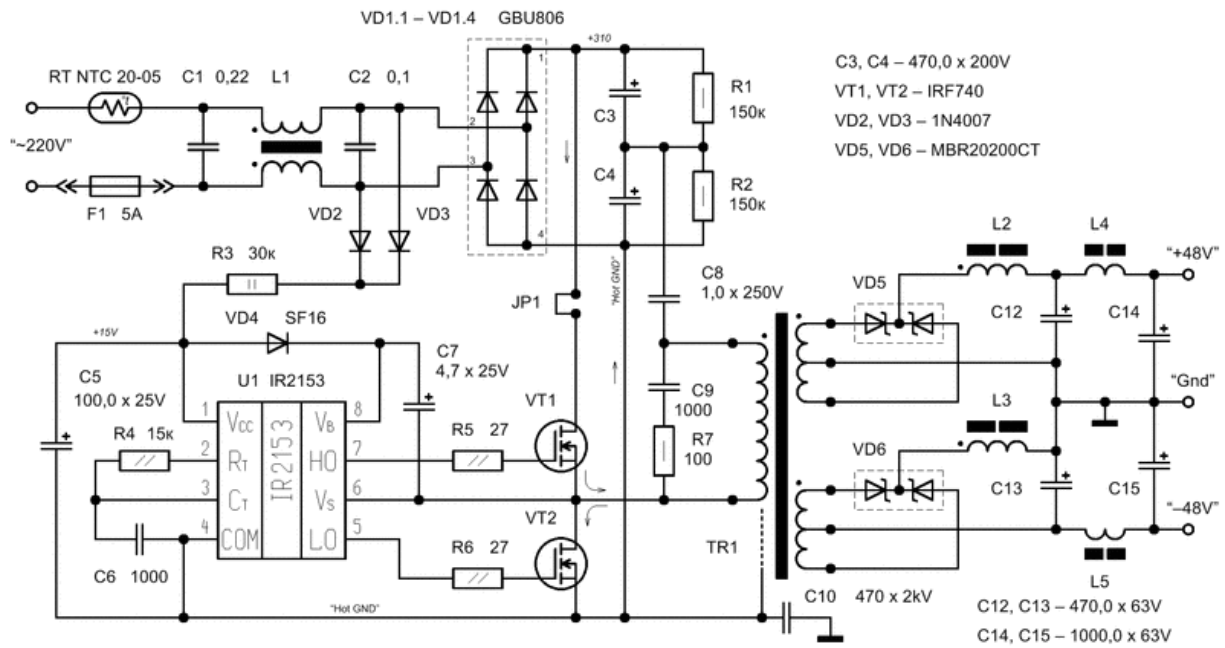 VD1.1 – VD1.4 GBU806
+310
1
RT NTC 20-05
C1 0,22
L1
C2 0,1
R1
150к
C3
C3, C4 – 470,0 x 200V
VT1, VT2 – IRF740
VD2, VD3 – 1N4007
VD5, VD6 – MBR20200CT
"~220V"
2
3
C4
R2
150к
F1 5A
VD2
VD3
4
L2
L4
R3 30к
C8
1,0 x 250V
"Hot GND"
"+48V"
VD5
JP1
C12
C14
+15V
VD4 SF16
C7
4,7 x 25V
C5
100,0 x 25V
U1 IR2153
C9
1000
"Gnd"
VT1
L3
R4 15к
1
Vcc
VB
8
R5 27
R7
100
2
RT
IR2153
HO
7
VD6
3
CT
VS
6
C13
C15
4
COM
LO
5
VT2
"–48V"
R6 27
TR1
C6 1000
L5
C10 470 x 2kV
"Hot GND"
C12, C13 – 470,0 x 63V
C14, C15 – 1000,0 x 63V